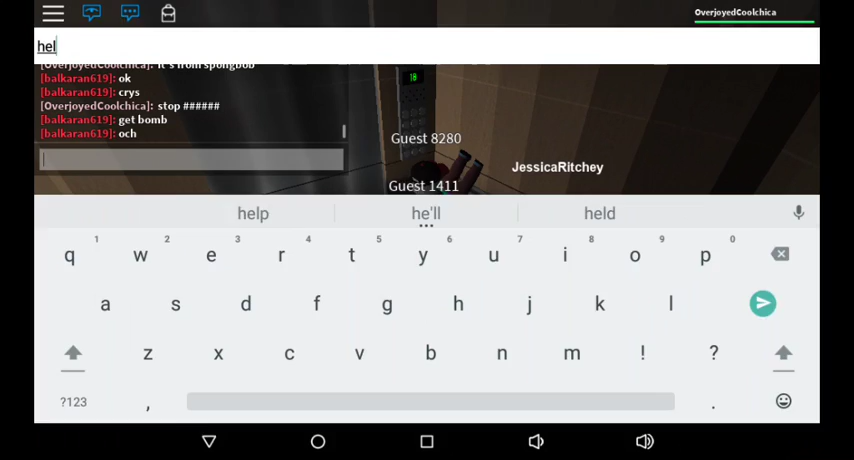 OverjoyedCoolchica
hel
[OverjoyedCoolchica]: it's from spongbob
[balkaran619]: ok
[balkaran619]: crys
[OverjoyedCoolchica]: stop ######
[balkaran619]: get bomb
[balkaran619]: och
18
Guest 8280
JessicaRitchey
Guest 1411
help he'll held
1 2 3 4 5 6 7 8 9 0
q w e r t y u i o p
a s d f g h j k l
z x c v b n m ! ?
?123 , .